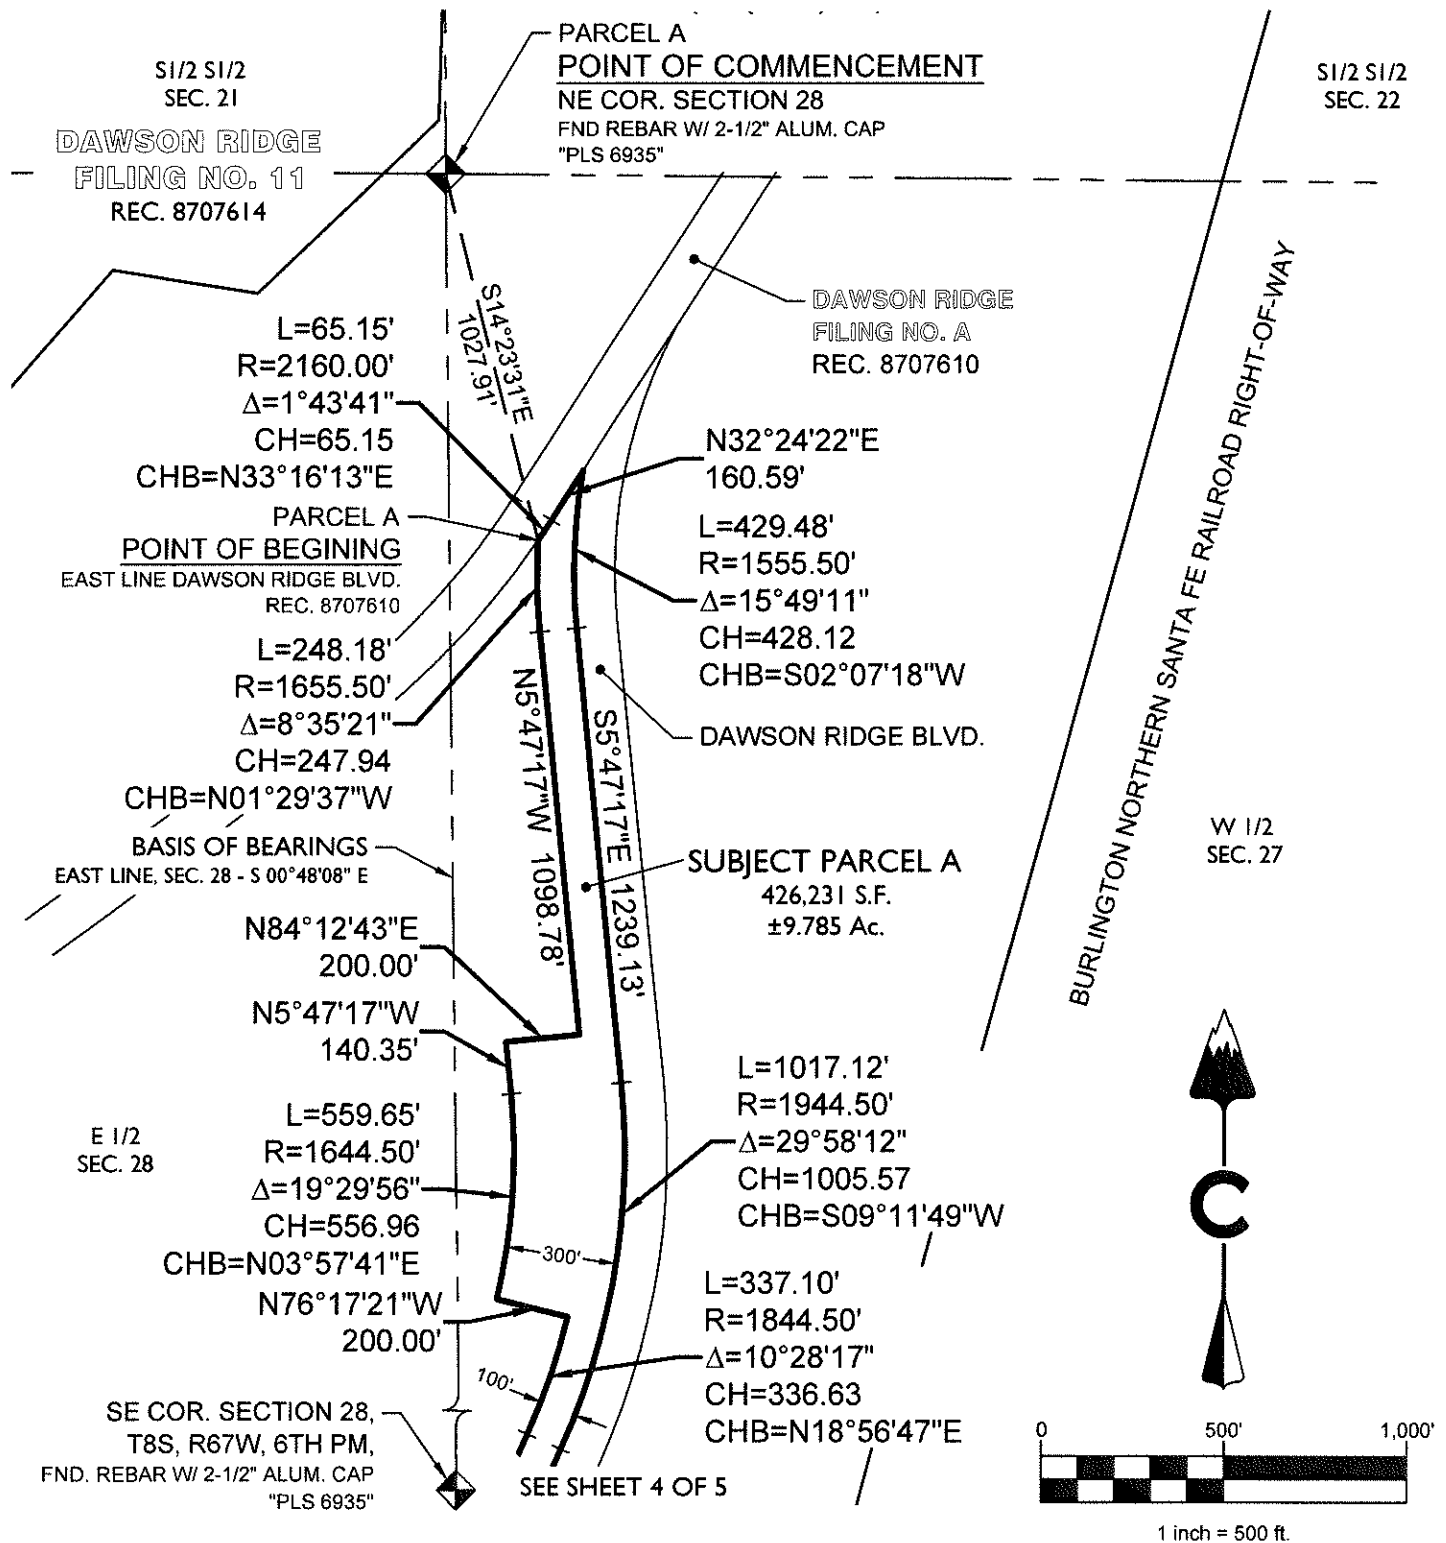 PARCEL A
POINT OF COMMENCEMENT
NE COR. SECTION 28
FND REBAR W/ 2-1/2" ALUM. CAP
"PLS 6935"
S1/2 S1/2
SEC. 21
S1/2 S1/2
SEC. 22
DAWSON RIDGE
FILING NO. 11
REC. 8707614
S14°23'31"E
1027.91'
DAWSON RIDGE
FILING NO. A
REC. 8707610
BURLINGTON NORTHERN SANTA FE RAILROAD RIGHT-OF-WAY
L=65.15'
R=2160.00'
Δ=1°43'41"
CH=65.15
CHB=N33°16'13"E
N32°24'22"E
160.59'
PARCEL A
POINT OF BEGINING
EAST LINE DAWSON RIDGE BLVD.
REC. 8707610
L=429.48'
R=1555.50'
Δ=15°49'11"
CH=428.12
CHB=S02°07'18"W
L=248.18'
R=1655.50'
Δ=8°35'21"
CH=247.94
CHB=N01°29'37"W
N5°47'17"W 1098.78'
S5°47'17"E 1239.13'
DAWSON RIDGE BLVD.
BASIS OF BEARINGS
EAST LINE, SEC. 28 - S 00°48'08" E
SUBJECT PARCEL A
426,231 S.F.
±9.785 Ac.
W 1/2
SEC. 27
N84°12'43"E
200.00'
N5°47'17"W
140.35'
L=1017.12'
R=1944.50'
Δ=29°58'12"
CH=1005.57
CHB=S09°11'49"W
E 1/2
SEC. 28
L=559.65'
R=1644.50'
Δ=19°29'56"
CH=556.96
CHB=N03°57'41"E
300'
N76°17'21"W
200.00'
L=337.10'
R=1844.50'
Δ=10°28'17"
CH=336.63
CHB=N18°56'47"E
100'
SE COR. SECTION 28,
T8S, R67W, 6TH PM,
FND. REBAR W/ 2-1/2" ALUM. CAP
"PLS 6935"
SEE SHEET 4 OF 5
C
0 500' 1,000'
1 inch = 500 ft.